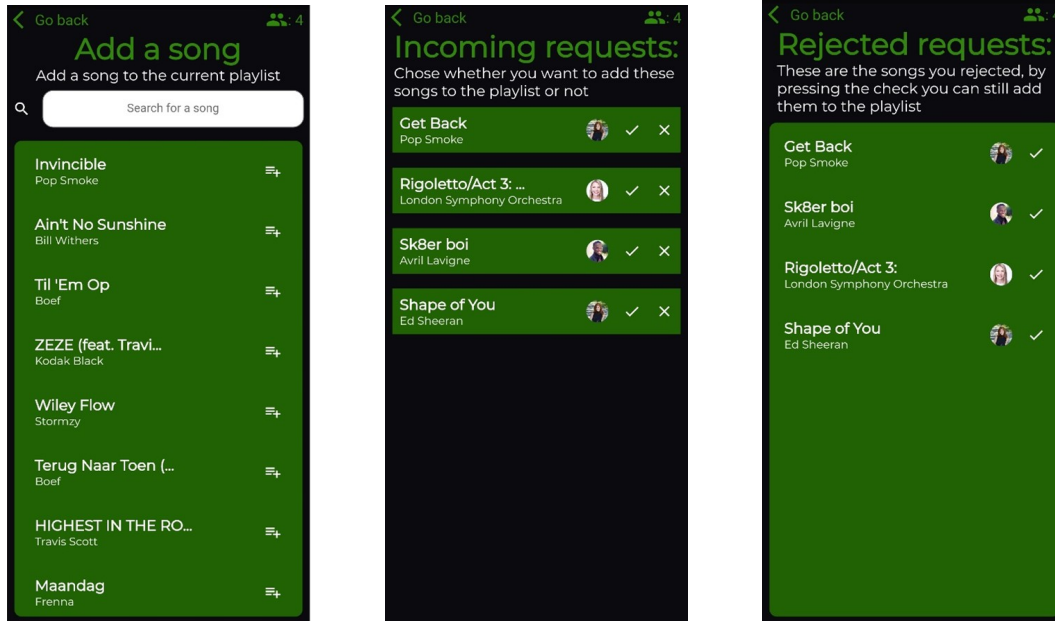 Go back
: 4
Add a song
Add a song to the current playlist
Search for a song
Invincible
Pop Smoke
Ain't No Sunshine
Bill Withers
Til 'Em Op
Boef
ZEZE (feat. Travi...
Kodak Black
Wiley Flow
Stormzy
Terug Naar Toen (...
Boef
HIGHEST IN THE RO...
Travis Scott
Maandag
Frenna
Go back
: 4
Incoming requests:
Chose whether you want to add these
songs to the playlist or not
Get Back
Pop Smoke
Rigoletto/Act 3: ...
London Symphony Orchestra
Sk8er boi
Avril Lavigne
Shape of You
Ed Sheeran
Go back
Rejected requests:
These are the songs you rejected, by
pressing the check you can still add
them to the playlist
Get Back
Pop Smoke
Sk8er boi
Avril Lavigne
Rigoletto/Act 3:
London Symphony Orchestra
Shape of You
Ed Sheeran